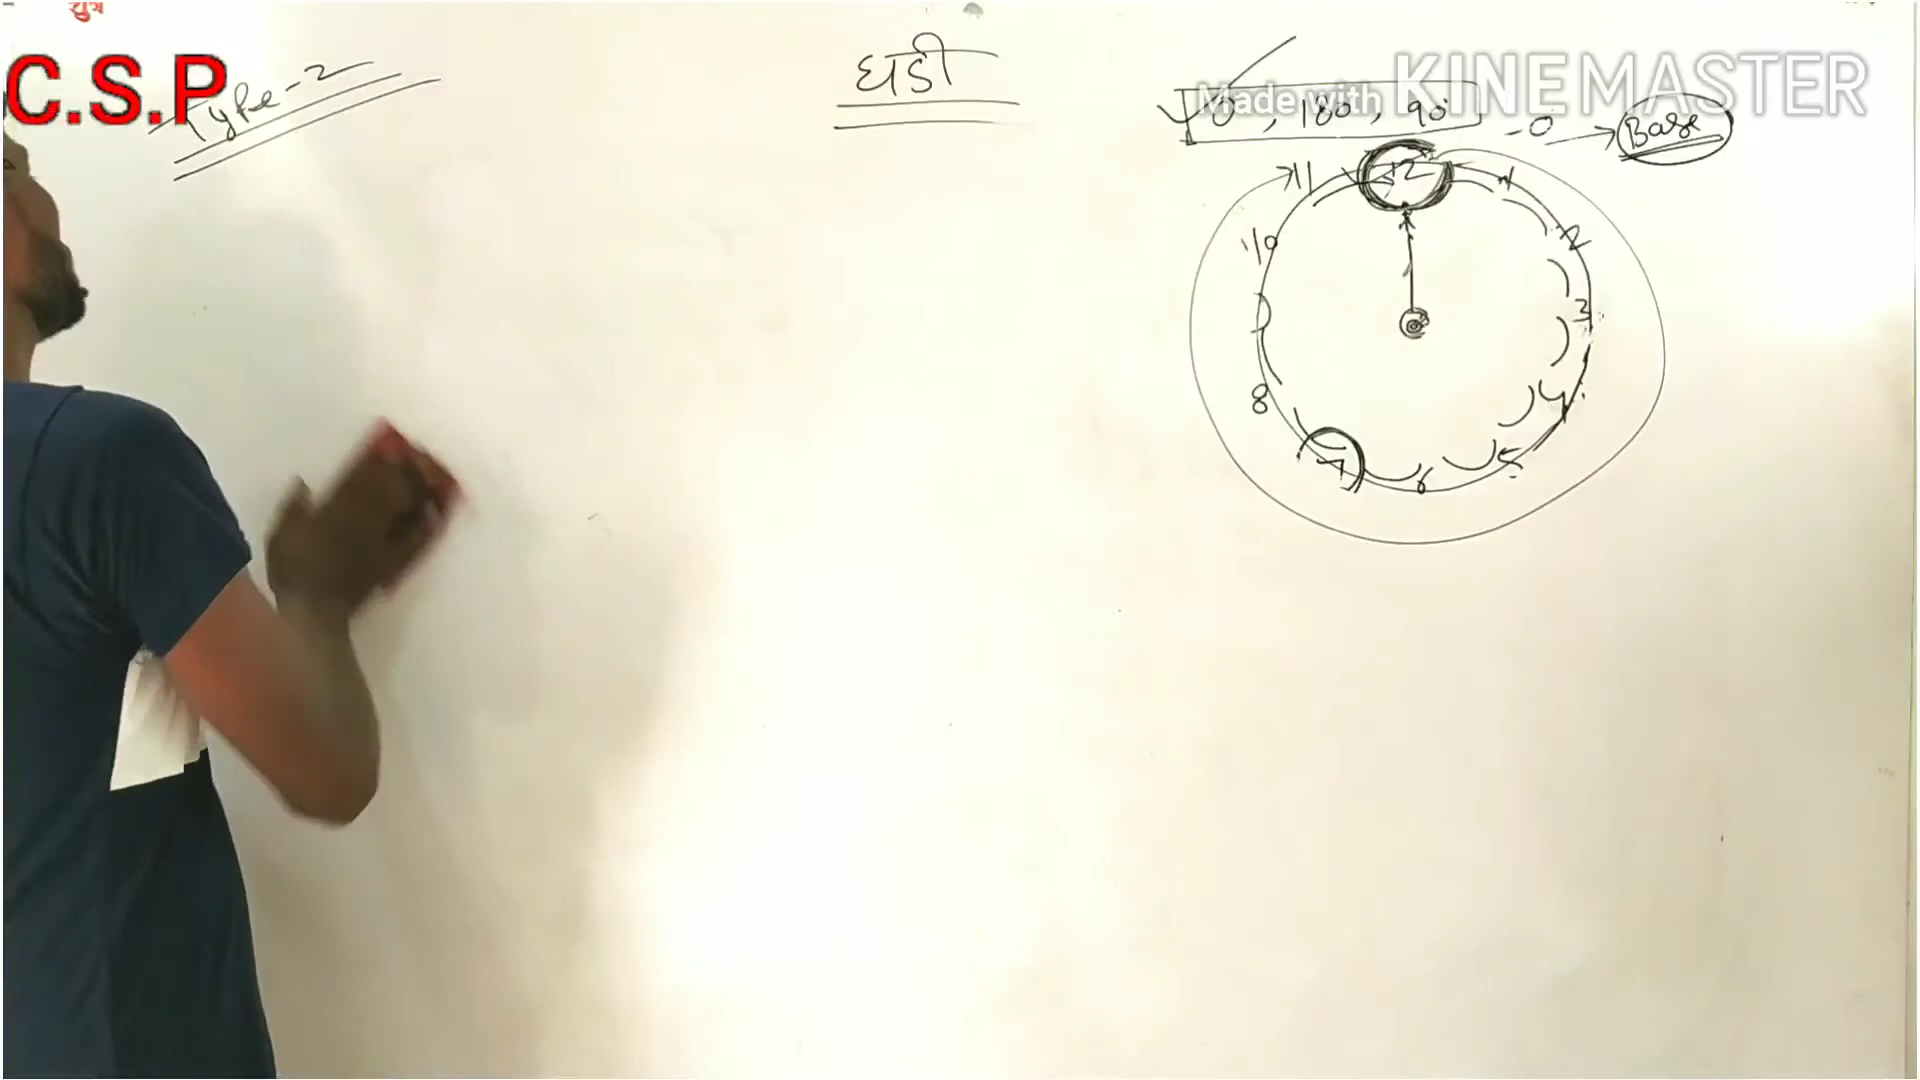 C.S.P
Type-2
घडी
Made with KINEMASTER
0°, 180°, 90°
-0 → Base
11 12 1
10 2
3
8 4
7 6 5